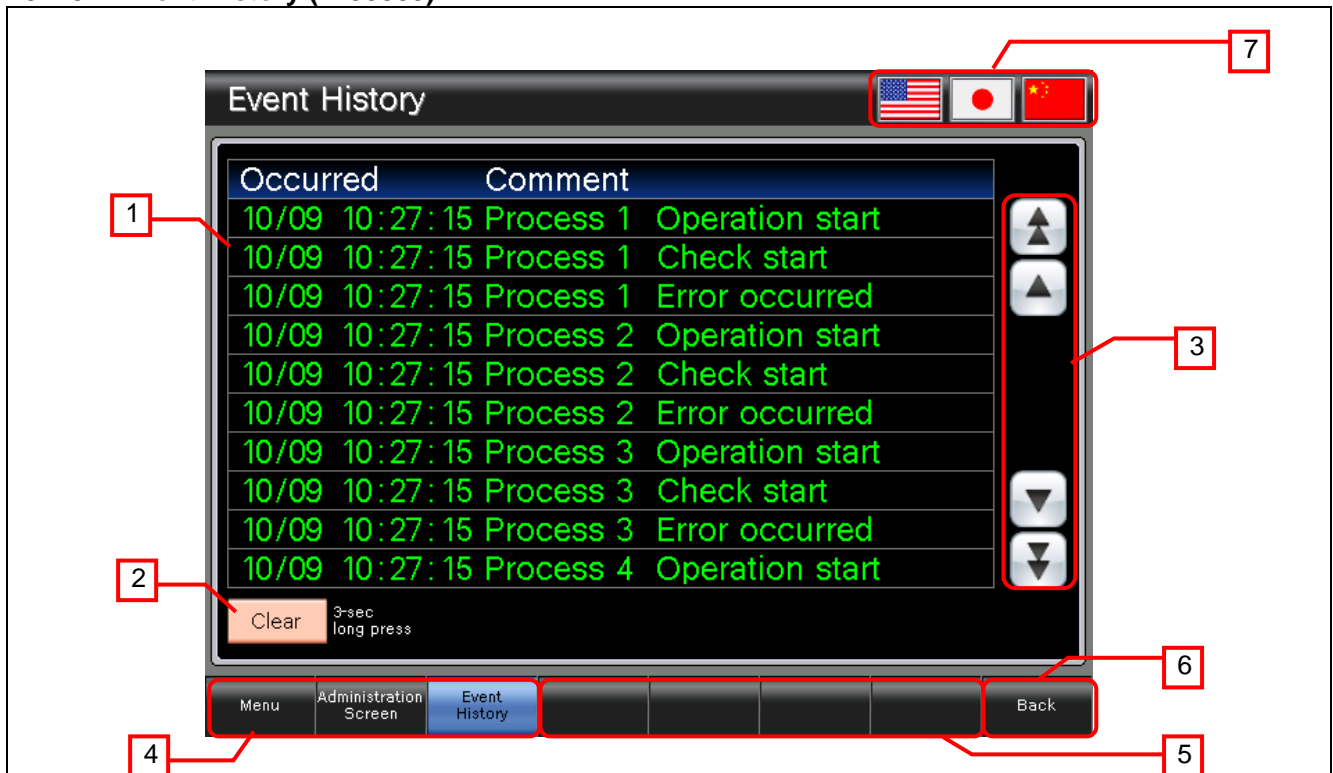 7
Event History
Occurred Comment
10/09 10:27:15 Process 1 Operation start
1
10/09 10:27:15 Process 1 Check start
10/09 10:27:15 Process 1 Error occurred
10/09 10:27:15 Process 2 Operation start
3
10/09 10:27:15 Process 2 Check start
10/09 10:27:15 Process 2 Error occurred
10/09 10:27:15 Process 3 Operation start
10/09 10:27:15 Process 3 Check start
10/09 10:27:15 Process 3 Error occurred
10/09 10:27:15 Process 4 Operation start
2
Clear
3-sec
long press
6
Menu
Administration
Screen
Event
History
Back
4
5